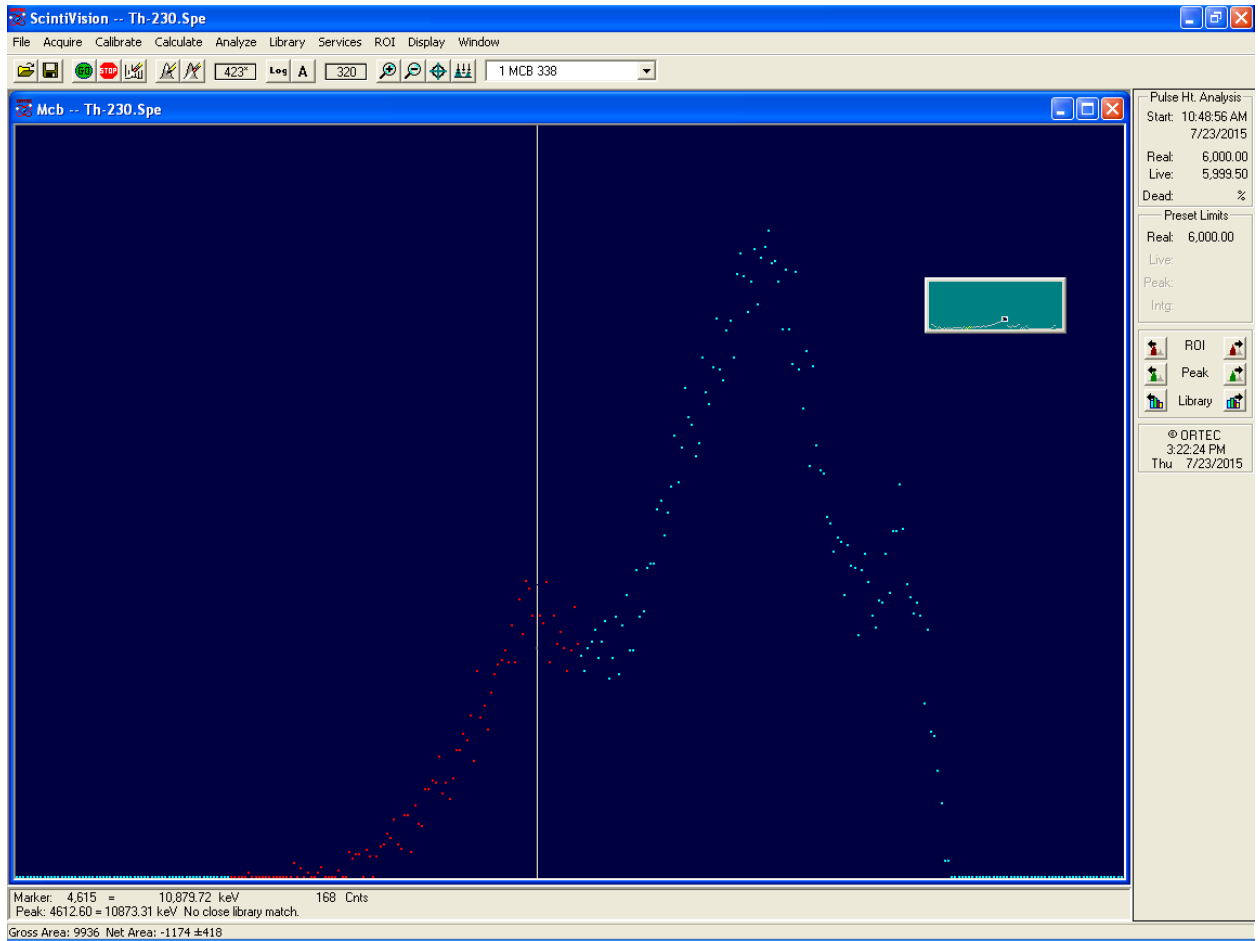 ScintiVision -- Th-230.Spe
File Acquire Calibrate Calculate Analyze Library Services ROI Display Window
GO STOP 423* Log A 320 1 MCB 338
Mcb -- Th-230.Spe
Pulse Ht. Analysis
Start: 10:48:56 AM
7/23/2015
Real: 6,000.00
Live: 5,999.50
Dead: %
Preset Limits
Real: 6,000.00
Live:
Peak:
Intg:
ROI
Peak
Library
© ORTEC
3:22:24 PM
Thu 7/23/2015
Marker: 4,615 = 10,879.72 keV 168 Cnts
Peak: 4612.60 = 10873.31 keV No close library match.
Gross Area: 9936 Net Area: -1174 ±418